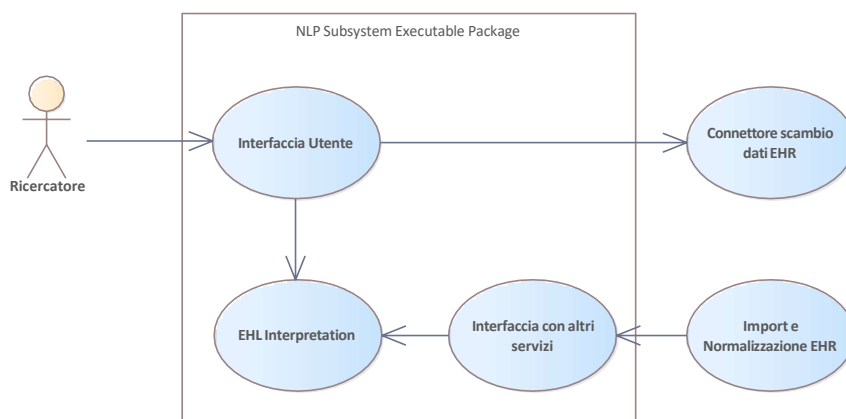 NLP Subsystem Executable Package
Ricercatore
Interfaccia Utente
Connettore scambio
dati EHR
EHL Interpretation
Interfaccia con altri
servizi
Import e
Normalizzazione EHR